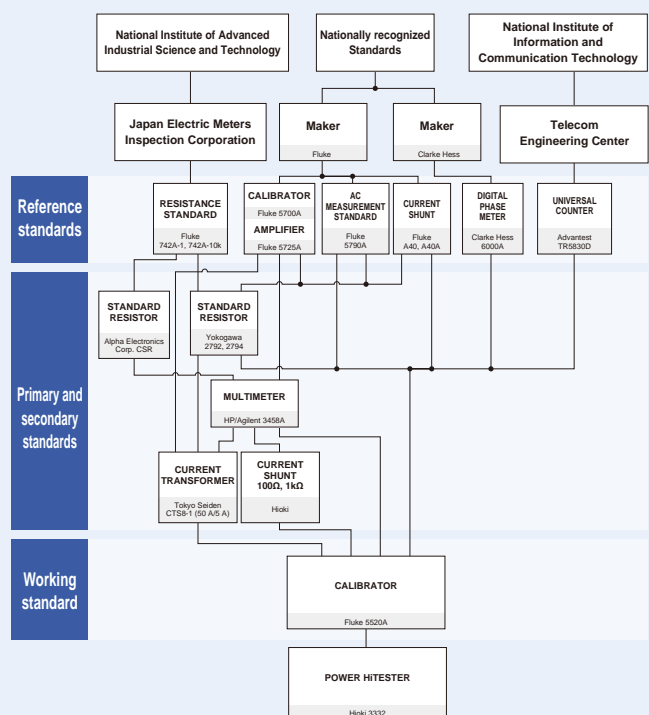 National Institute of Advanced
Industrial Science and Technology
Nationally recognized
Standards
National Institute of
Information and
Communication Technology
Japan Electric Meters
Inspection Corporation
Maker
Fluke
Maker
Clarke Hess
Telecom
Engineering Center
Reference
standards
RESISTANCE
STANDARD
Fluke
742A-1, 742A-10k
CALIBRATOR
Fluke 5700A
AMPLIFIER
Fluke 5725A
AC
MEASUREMENT
STANDARD
Fluke
5790A
CURRENT
SHUNT
Fluke
A40, A40A
DIGITAL
PHASE
METER
Clarke Hess
6000A
UNIVERSAL
COUNTER
Advantest
TR5830D
Primary and
secondary
standards
STANDARD
RESISTOR
Alpha Electronics
Corp. CSR
STANDARD
RESISTOR
Yokogawa
2792, 2794
MULTIMETER
HP/Agilent 3458A
CURRENT
TRANSFORMER
Tokyo Seiden
CTS8-1 (50 A/5 A)
CURRENT
SHUNT
100Ω, 1kΩ
Hioki
Working
standard
CALIBRATOR
Fluke 5520A
POWER HiTESTER
Hioki 3332